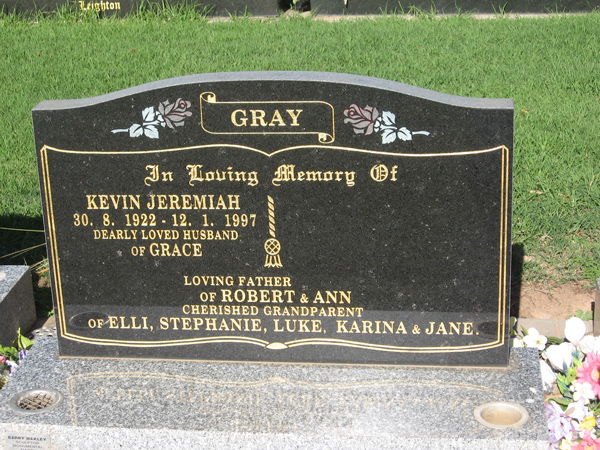 Leighton
GRAY
In Loving Memory Of
KEVIN JEREMIAH
30. 8. 1922 - 12. 1. 1997
DEARLY LOVED HUSBAND
OF GRACE
LOVING FATHER
OF ROBERT & ANN
CHERISHED GRANDPARENT
OF ELLI, STEPHANIE, LUKE, KARINA & JANE.